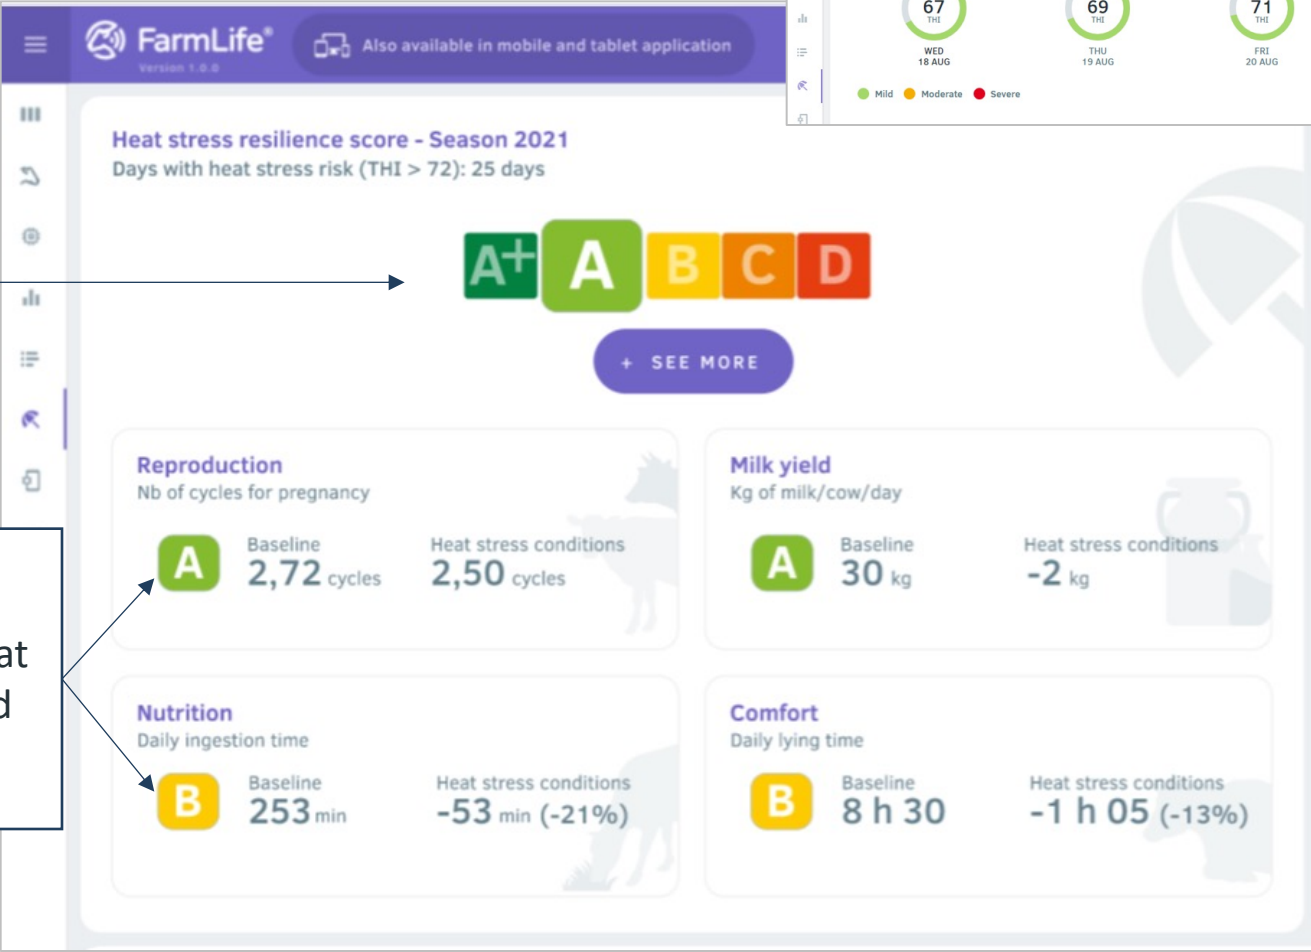 FarmLife®
Version 1.0.0
Also available in mobile and tablet application
67
THI
WED
18 AUG
69
THI
THU
19 AUG
71
THI
FRI
20 AUG
Mild Moderate Severe
Heat stress resilience score - Season 2021
Days with heat stress risk (THI > 72): 25 days
A+ A B C D
+ SEE MORE
Reproduction
Nb of cycles for pregnancy
A
Baseline
2,72 cycles
Heat stress conditions
2,50 cycles
Milk yield
Kg of milk/cow/day
A
Baseline
30 kg
Heat stress conditions
-2 kg
Nutrition
Daily ingestion time
B
Baseline
253 min
Heat stress conditions
-53 min (-21%)
Comfort
Daily lying time
B
Baseline
8 h 30
Heat stress conditions
-1 h 05 (-13%)